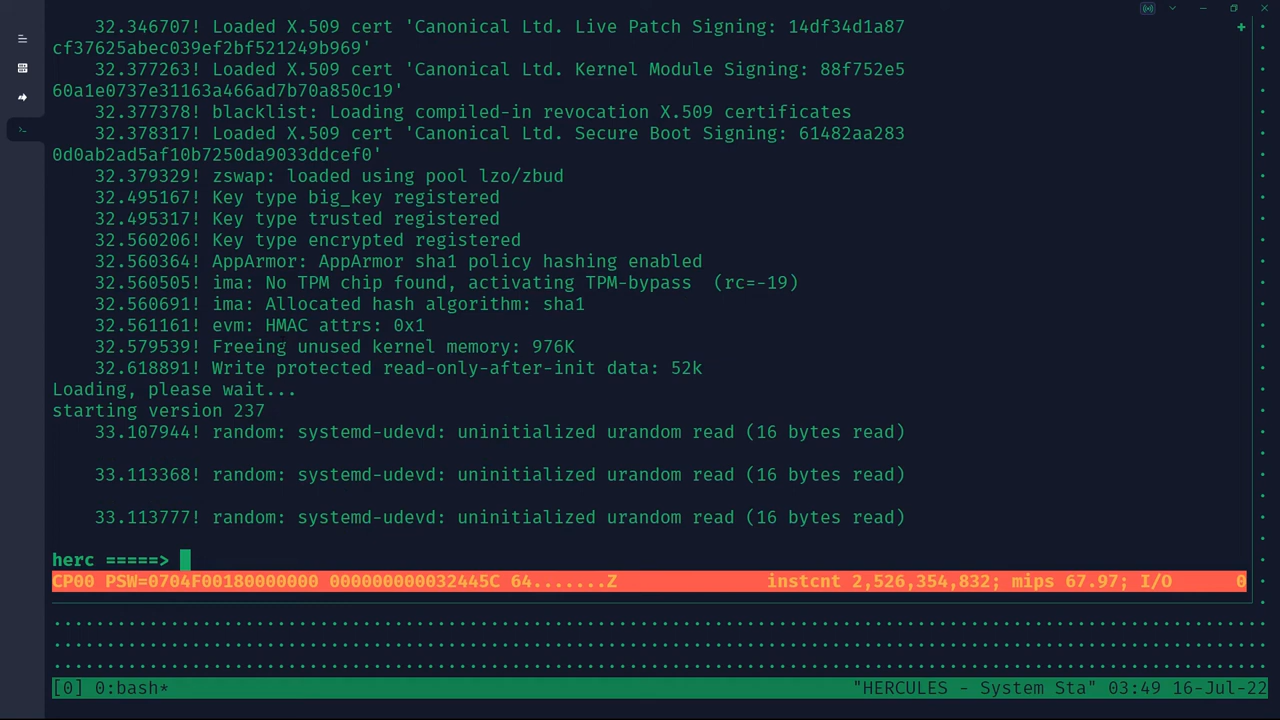 32.346707! Loaded X.509 cert 'Canonical Ltd. Live Patch Signing: 14df34d1a87
cf37625abec039ef2bf521249b969'
32.377263! Loaded X.509 cert 'Canonical Ltd. Kernel Module Signing: 88f752e5
60a1e0737e31163a466ad7b70a850c19'
32.377378! blacklist: Loading compiled-in revocation X.509 certificates
32.378317! Loaded X.509 cert 'Canonical Ltd. Secure Boot Signing: 61482aa283
0d0ab2ad5af10b7250da9033ddcef0'
32.379329! zswap: loaded using pool lzo/zbud
32.495167! Key type big_key registered
32.495317! Key type trusted registered
32.560206! Key type encrypted registered
32.560364! AppArmor: AppArmor sha1 policy hashing enabled
32.560505! ima: No TPM chip found, activating TPM-bypass  (rc=-19)
32.560691! ima: Allocated hash algorithm: sha1
32.561161! evm: HMAC attrs: 0x1
32.579539! Freeing unused kernel memory: 976K
32.618891! Write protected read-only-after-init data: 52k
Loading, please wait...
starting version 237
33.107944! random: systemd-udevd: uninitialized urandom read (16 bytes read)
33.113368! random: systemd-udevd: uninitialized urandom read (16 bytes read)
33.113777! random: systemd-udevd: uninitialized urandom read (16 bytes read)
herc =====>
CP00 PSW=0704F00180000000 000000000032445C 64.......Z instcnt 2,526,354,832; mips 67.97; I/O 0
[0] 0:bash* "HERCULES - System Sta" 03:49 16-Jul-22